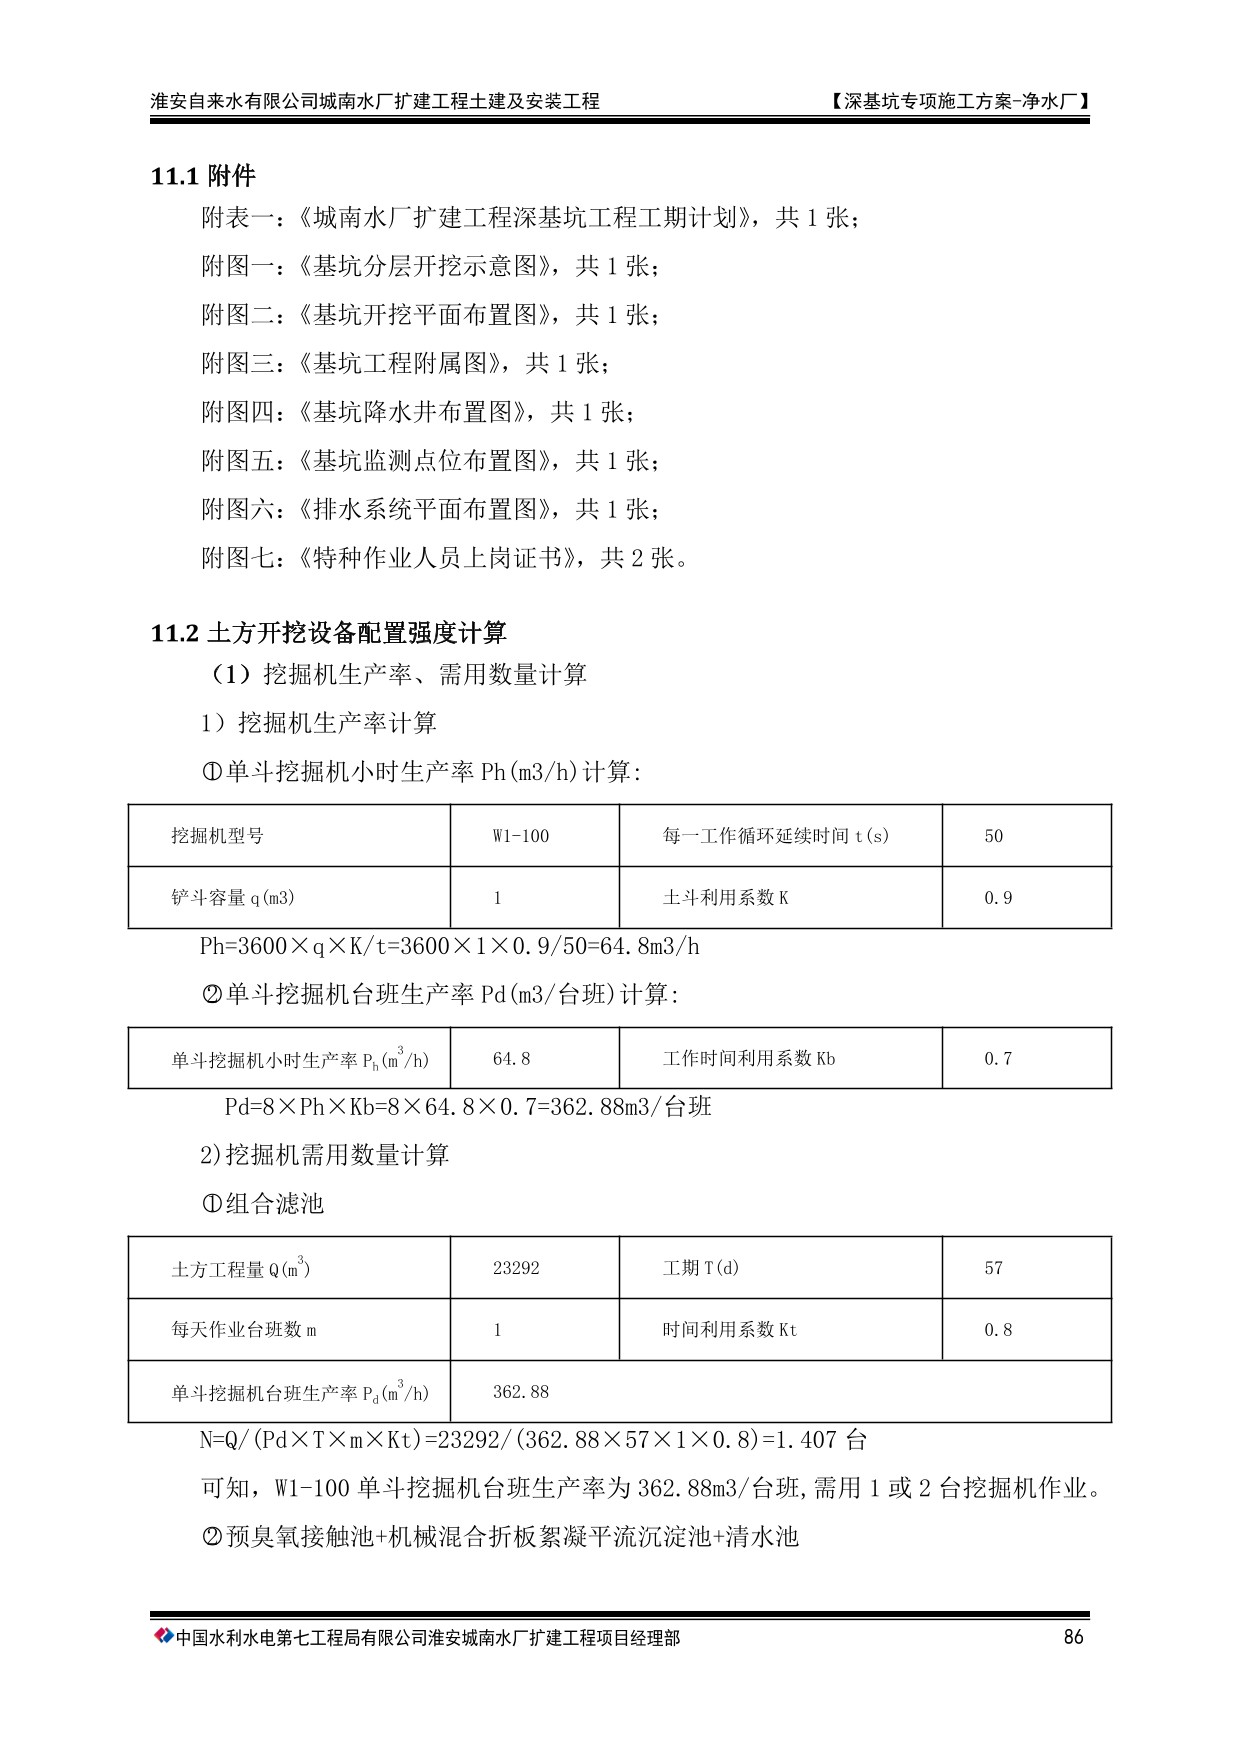 淮安自来水有限公司城南水厂扩建工程土建及安装工程 【深基坑专项施工方案-净水厂】
11.1 附件
附表一：《城南水厂扩建工程深基坑工程工期计划》，共 1 张；
附图一：《基坑分层开挖示意图》，共 1 张；
附图二：《基坑开挖平面布置图》，共 1 张；
附图三：《基坑工程附属图》，共 1 张；
附图四：《基坑降水井布置图》，共 1 张；
附图五：《基坑监测点位布置图》，共 1 张；
附图六：《排水系统平面布置图》，共 1 张；
附图七：《特种作业人员上岗证书》，共 2 张。
11.2 土方开挖设备配置强度计算
（1）挖掘机生产率、需用数量计算
1）挖掘机生产率计算
①单斗挖掘机小时生产率 Ph(m3/h)计算:
挖掘机型号 W1-100 每一工作循环延续时间 t(s) 50
铲斗容量 q(m3) 1 土斗利用系数 K 0.9
Ph=3600×q×K/t=3600×1×0.9/50=64.8m3/h
②单斗挖掘机台班生产率 Pd(m3/台班)计算:
单斗挖掘机小时生产率 Ph(m³/h) 64.8 工作时间利用系数 Kb 0.7
Pd=8×Ph×Kb=8×64.8×0.7=362.88m3/台班
2)挖掘机需用数量计算
①组合滤池
土方工程量 Q(m³) 23292 工期 T(d) 57
每天作业台班数 m 1 时间利用系数 Kt 0.8
单斗挖掘机台班生产率 Pd(m³/h) 362.88
N=Q/(Pd×T×m×Kt)=23292/(362.88×57×1×0.8)=1.407 台
可知，W1-100 单斗挖掘机台班生产率为 362.88m3/台班,需用 1 或 2 台挖掘机作业。
②预臭氧接触池+机械混合折板絮凝平流沉淀池+清水池
中国水利水电第七工程局有限公司淮安城南水厂扩建工程项目经理部 86